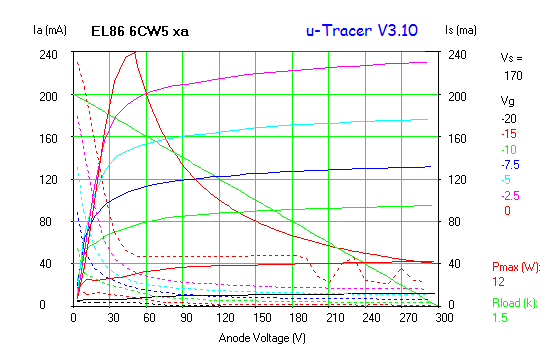 Ia (mA) EL86 6CW5 xa u-Tracer V3.10 Is (ma)
240 240 Vs =
170
200 200 Vg
-20
160 160 -15
-10
-7.5
120 120 -5
-2.5
80 80 0
40 40 Pmax (W):
12
0 0 Rload (k):
1.5
0 30 60 90 120 150 180 210 240 270 300
Anode Voltage (V)